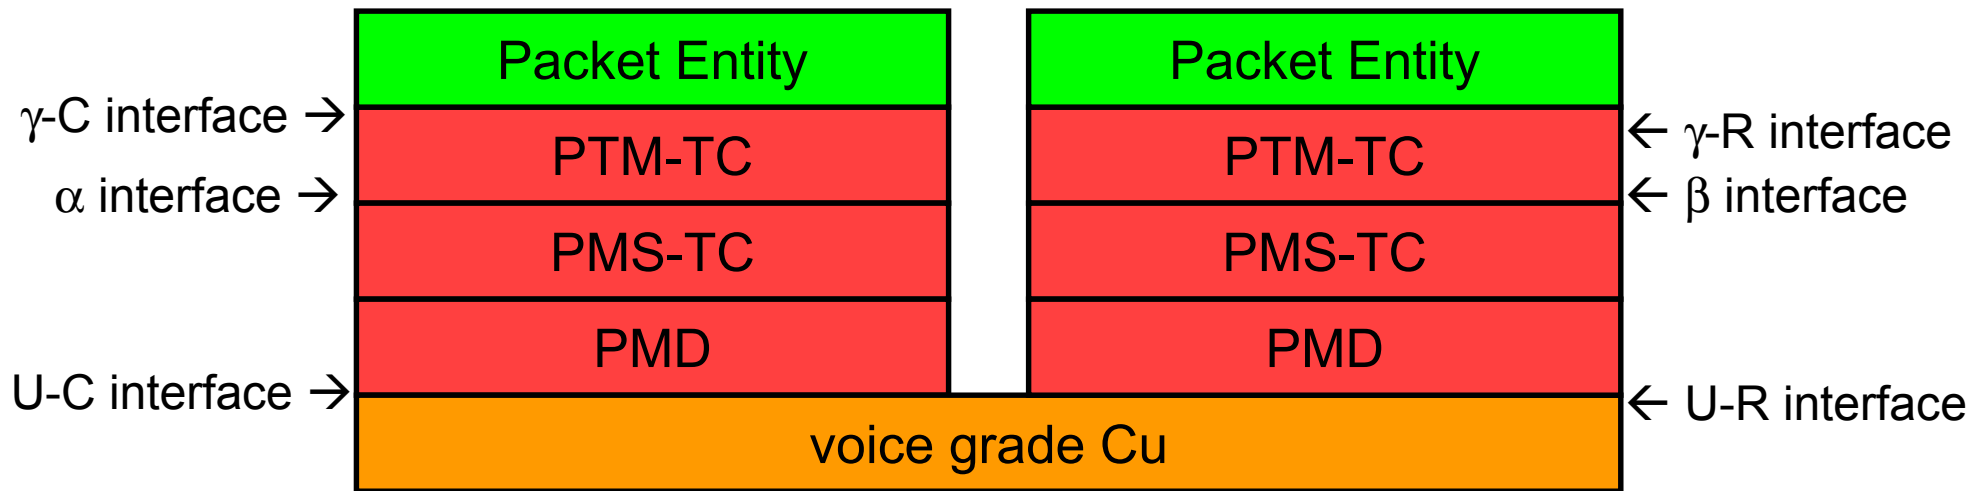 Packet Entity
Packet Entity
γ-C interface →
← γ-R interface
PTM-TC
PTM-TC
α interface →
← β interface
PMS-TC
PMS-TC
PMD
PMD
U-C interface →
← U-R interface
voice grade Cu